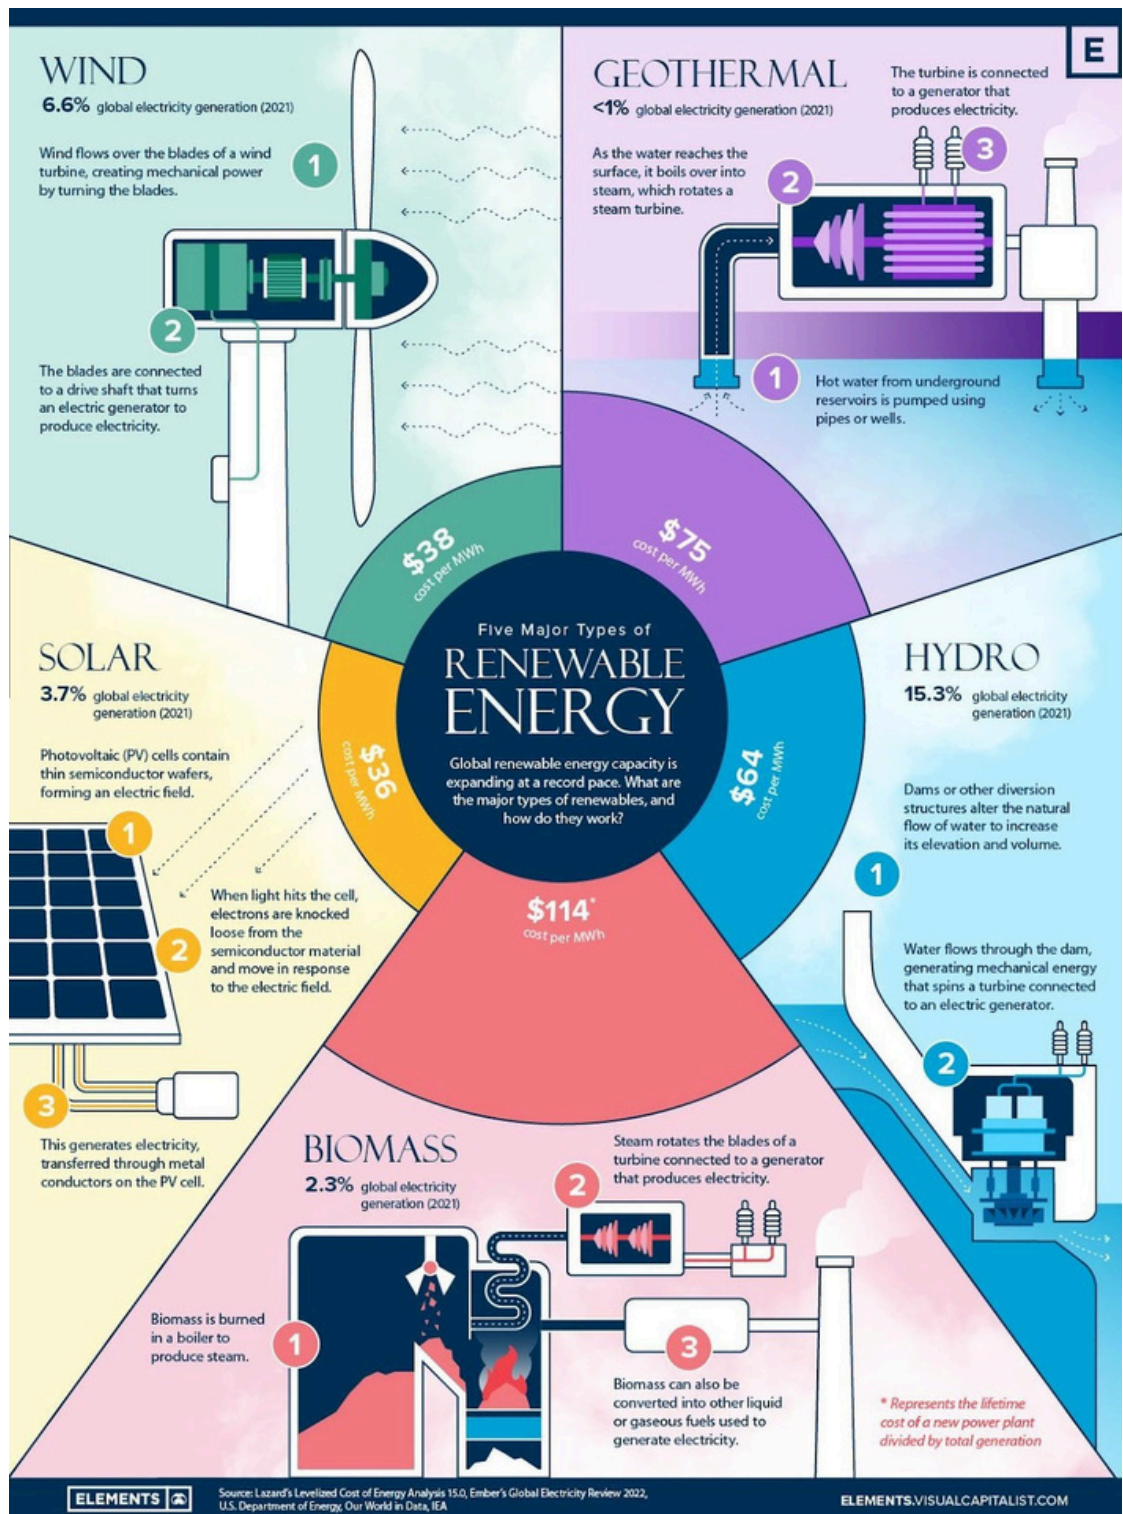 WIND
6.6% global electricity generation (2021)
Wind flows over the blades of a wind
turbine, creating mechanical power
by turning the blades.
1
2
The blades are connected
to a drive shaft that turns
an electric generator to
produce electricity.
$38
cost per MWh
E
GEOTHERMAL
<1% global electricity generation (2021)
The turbine is connected
to a generator that
produces electricity.
3
As the water reaches the
surface, it boils over into
steam, which rotates a
steam turbine.
2
1
Hot water from underground
reservoirs is pumped using
pipes or wells.
$75
cost per MWh
Five Major Types of
RENEWABLE
ENERGY
Global renewable energy capacity is
expanding at a record pace. What are
the major types of renewables, and
how do they work?
SOLAR
3.7% global electricity
generation (2021)
Photovoltaic (PV) cells contain
thin semiconductor wafers,
forming an electric field.
1
When light hits the cell,
electrons are knocked
loose from the
semiconductor material
and move in response
to the electric field.
2
3
This generates electricity,
transferred through metal
conductors on the PV cell.
$36
cost per MWh
HYDRO
15.3% global electricity
generation (2021)
Dams or other diversion
structures alter the natural
flow of water to increase
its elevation and volume.
1
Water flows through the dam,
generating mechanical energy
that spins a turbine connected
to an electric generator.
2
$64
cost per MWh
$114*
cost per MWh
BIOMASS
2.3% global electricity
generation (2021)
Steam rotates the blades of a
turbine connected to a generator
that produces electricity.
2
Biomass is burned
in a boiler to
produce steam.
1
3
Biomass can also be
converted into other liquid
or gaseous fuels used to
generate electricity.
* Represents the lifetime
cost of a new power plant
divided by total generation
ELEMENTS
Source: Lazard's Levelized Cost of Energy Analysis 15.0, Ember's Global Electricity Review 2022,
U.S. Department of Energy, Our World in Data, IEA
ELEMENTS.VISUALCAPITALIST.COM